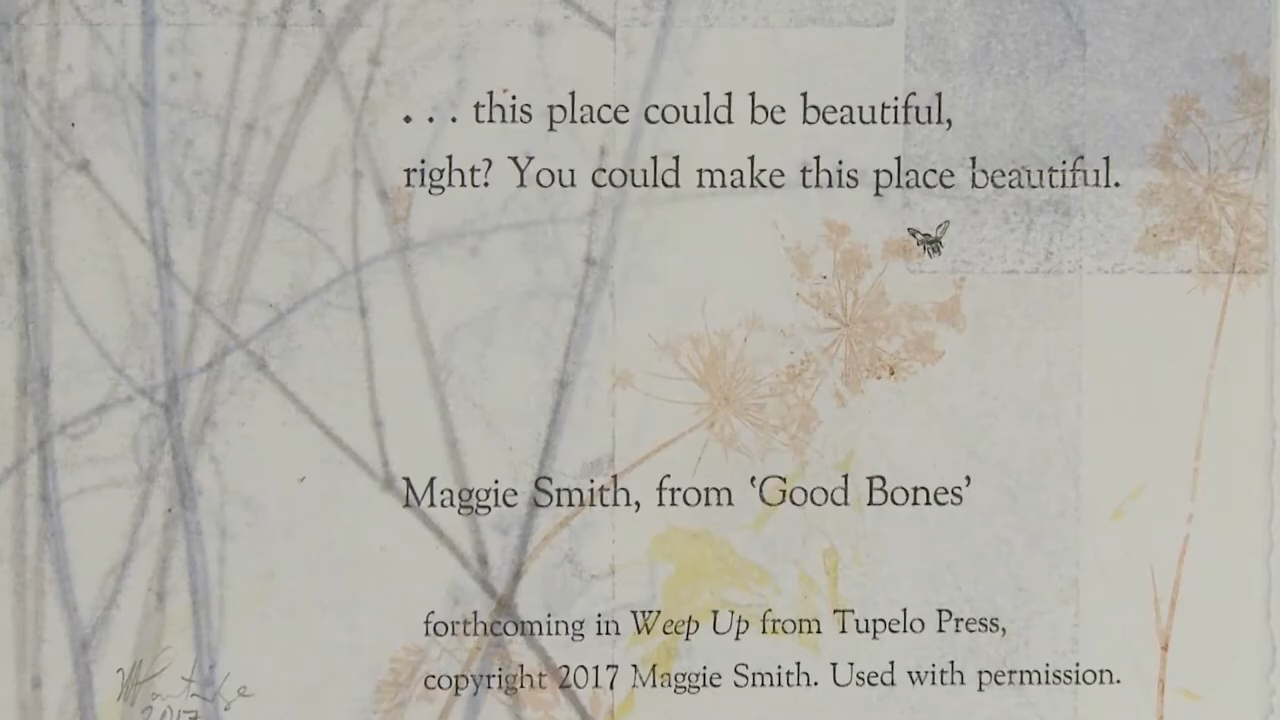 . . . this place could be beautiful,
right? You could make this place beautiful.
Maggie Smith, from ‘Good Bones’
forthcoming in Weep Up from Tupelo Press,
copyright 2017 Maggie Smith. Used with permission.
2017